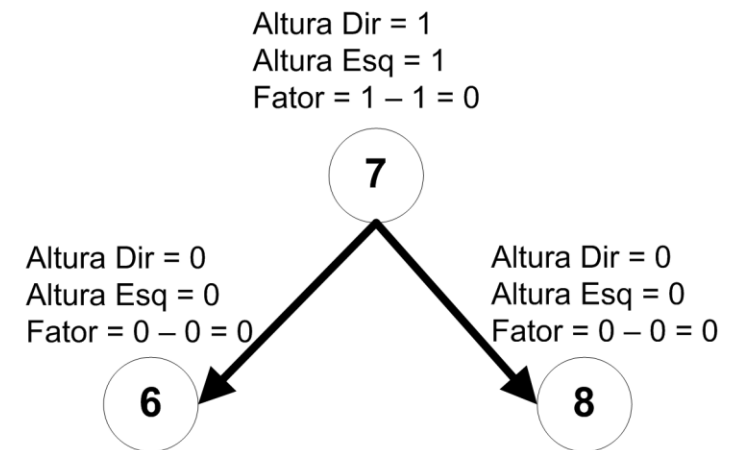 Altura Dir = 1
Altura Esq = 1
Fator = 1 – 1 = 0
7
Altura Dir = 0
Altura Esq = 0
Fator = 0 – 0 = 0
Altura Dir = 0
Altura Esq = 0
Fator = 0 – 0 = 0
6
8